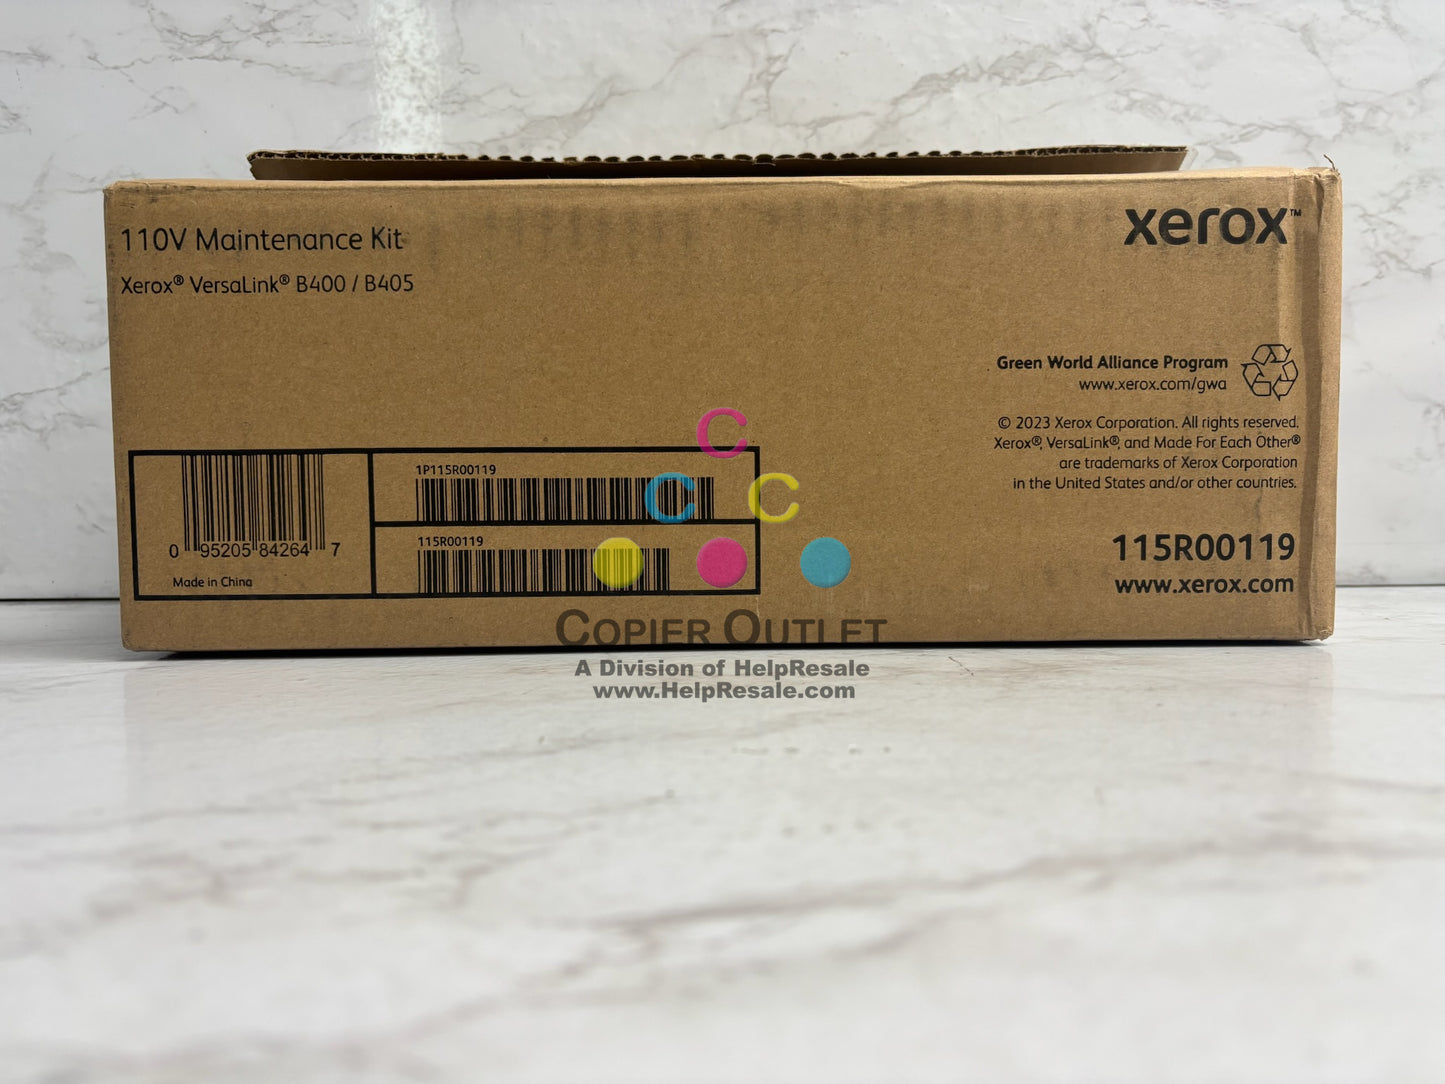 110V Maintenance Kit
Xerox® VersaLink® B400 / B405
xerox™
Green World Alliance Program
www.xerox.com/gwa
© 2023 Xerox Corporation. All rights reserved.
Xerox®, VersaLink®, and Made For Each Other®
are trademarks of Xerox Corporation
in the United States and/or other countries.
115R00119
www.xerox.com
0 95205 84264 7
Made in China
1P115R00119
115R00119
C
C C
COPIER OUTLET
A Division of HelpResale
www.HelpResale.com